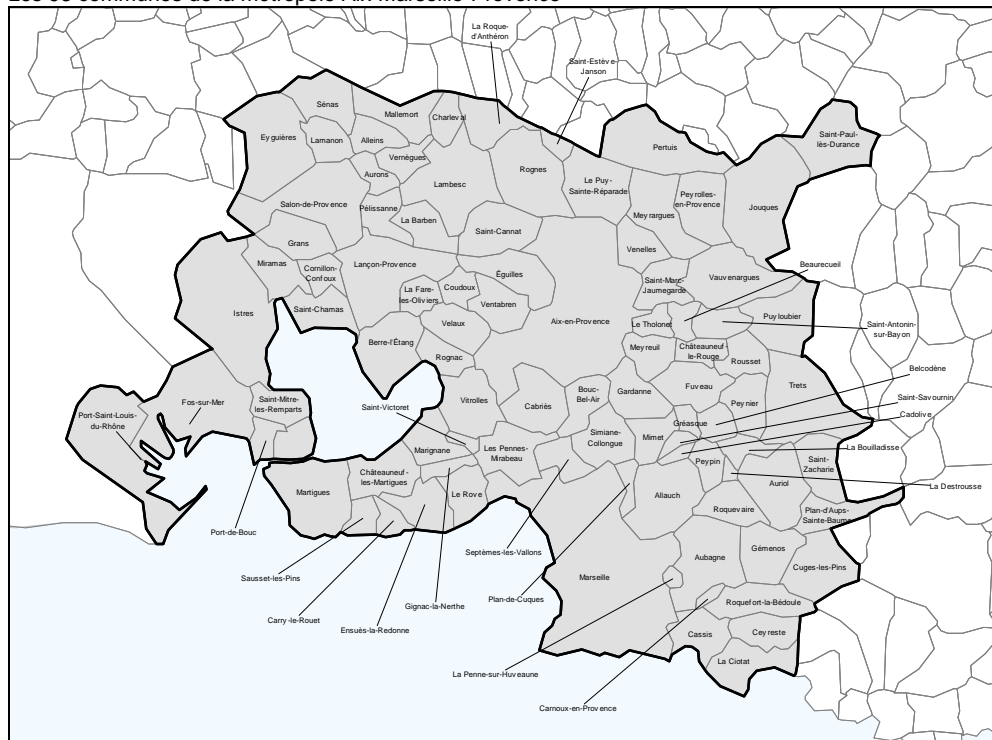 La Roque-
d'Anthéron
Saint-Estève-
Janson
Sénas
Mallemort
Charleval
Eyguières
Lamanon
Alleins
Vernègues
Aurons
Lambesc
Rognes
Le Puy-
Sainte-Réparade
Pertuis
Saint-Paul-
lès-Durance
Peyrolles-
en-Provence
Jouques
Meyrargues
Salon-de-Provence
Pélissanne
La Barben
Saint-Cannat
Venelles
Grans
Miramas
Cornillon-
Confoux
Lançon-Provence
Éguilles
Coudoux
La Fare-
les-Oliviers
Ventabren
Saint-Marc-
Jaumegarde
Vauvenargues
Beaurecueil
Istres
Saint-Chamas
Velaux
Aix-en-Provence
Le Tholonet
Puyloubier
Saint-Antonin-
sur-Bayon
Berre-l'Étang
Rognac
Meyreuil
Châteauneuf-
le-Rouge
Rousset
Belcodène
Saint-Savournin
Cadolive
Fos-sur-Mer
Saint-Mitre-
les-Remparts
Port-Saint-Louis-
du-Rhône
Saint-Victoret
Vitrolles
Cabriès
Bouc-
Bel-Air
Gardanne
Fuveau
Peynier
Trets
Gréasque
Simiane-
Collongue
Mimet
La Bouilladisse
Marignane
Les Pennes-
Mirabeau
Peypin
Saint-
Zacharie
Châteauneuf-
les-Martigues
Martigues
Le Rove
Allauch
Auriol
La Destrousse
Roquevaire
Plan-d'Aups-
Sainte-Baume
Port-de-Bouc
Septèmes-les-Vallons
Aubagne
Gémenos
Cuges-les-Pins
Sausset-les-Pins
Marseille
Plan-de-Cuques
Gignac-la-Nerthe
Carry-le-Rouet
Ensuès-la-Redonne
Roquefort-la-Bédoule
Cassis
Ceyreste
La Ciotat
La Penne-sur-Huveaune
Carnoux-en-Provence